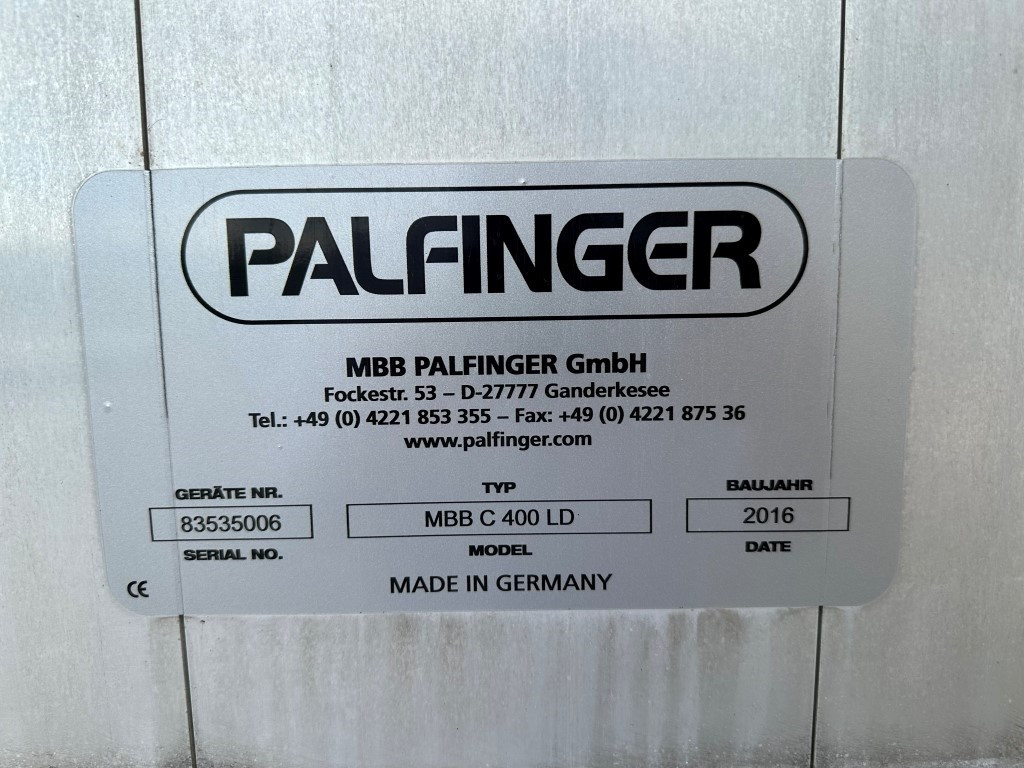 PALFINGER
MBB PALFINGER GmbH
Fockestr. 53 – D-27777 Ganderkesee
Tel.: +49 (0) 4221 853 355 – Fax: +49 (0) 4221 875 36
www.palfinger.com
GERÄTE NR. TYP BAUJAHR
83535006 MBB C 400 LD 2016
SERIAL NO. MODEL DATE
CE MADE IN GERMANY